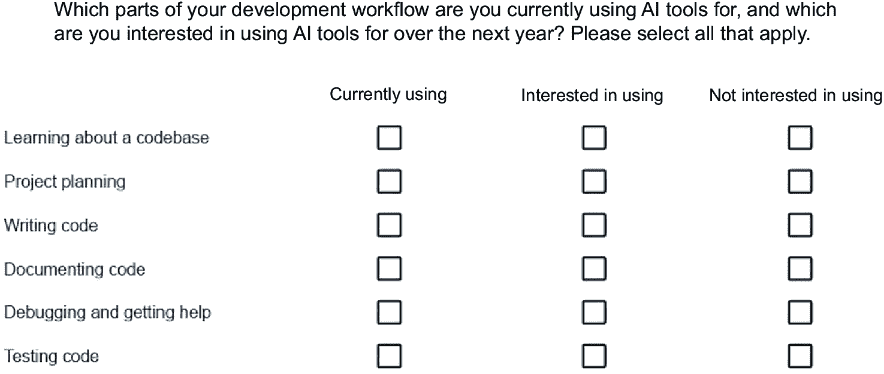 Which parts of your development workflow are you currently using AI tools for, and which
are you interested in using AI tools for over the next year? Please select all that apply.
Currently using Interested in using Not interested in using
Learning about a codebase
Project planning
Writing code
Documenting code
Debugging and getting help
Testing code